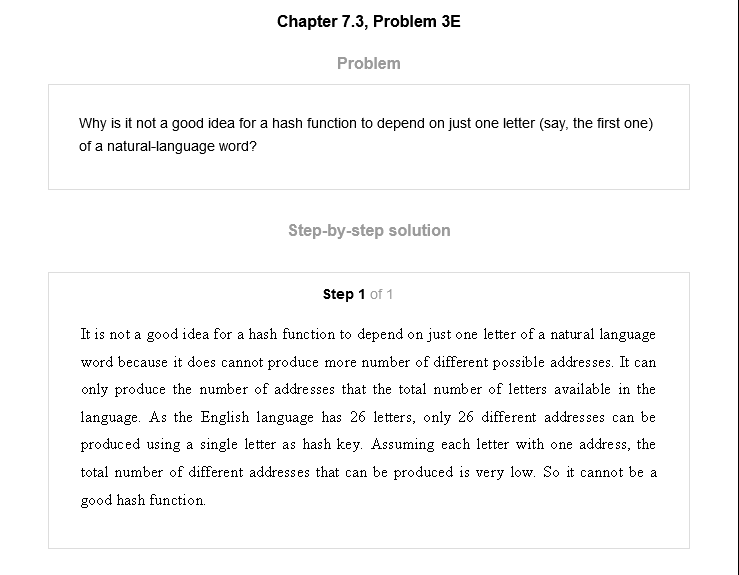 Chapter 7.3, Problem 3E
Problem
Why is it not a good idea for a hash function to depend on just one letter (say, the first one)
of a natural-language word?
Step-by-step solution
Step 1 of 1
It is not a good idea for a hash function to depend on just one letter of a natural language
word because it does cannot produce more number of different possible addresses. It can
only produce the number of addresses that the total number of letters available in the
language. As the English language has 26 letters, only 26 different addresses can be
produced using a single letter as hash key. Assuming each letter with one address, the
total number of different addresses that can be produced is very low. So it cannot be a
good hash function.